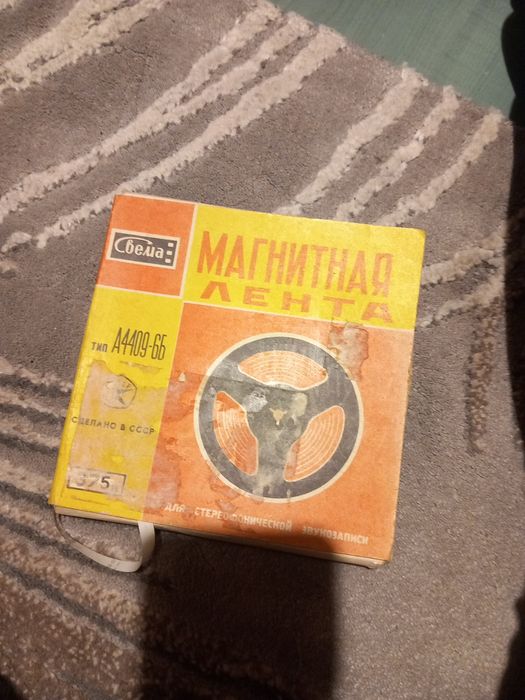 Свема
МАГНИТНАЯ
ЛЕНТА
ТИП А4409-6Б
СДЕЛАНО В СССР
375
ДЛЯ СТЕРЕОФОНИЧЕСКОЙ ЗВУКОЗАПИСИ